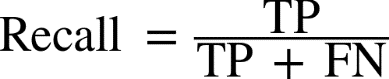 Recall = TP / TP + FN